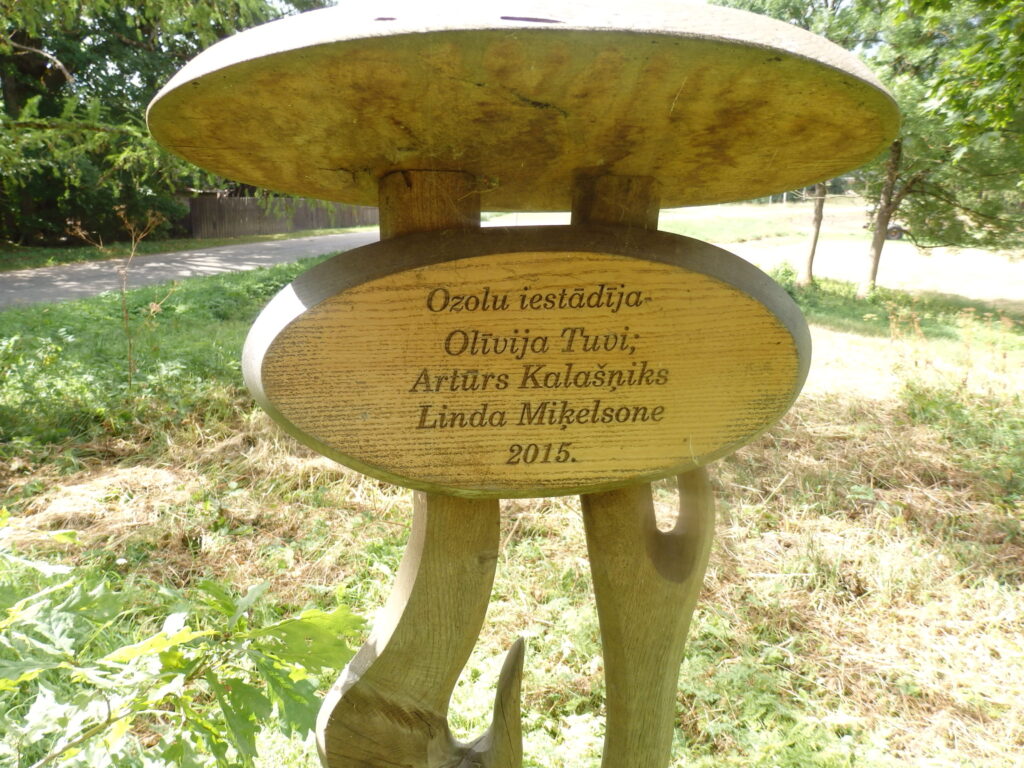 Ozolu iestādīja-
Olīvija Tuvi;
Artūrs Kalašņiks
Linda Miķelsone
2015.